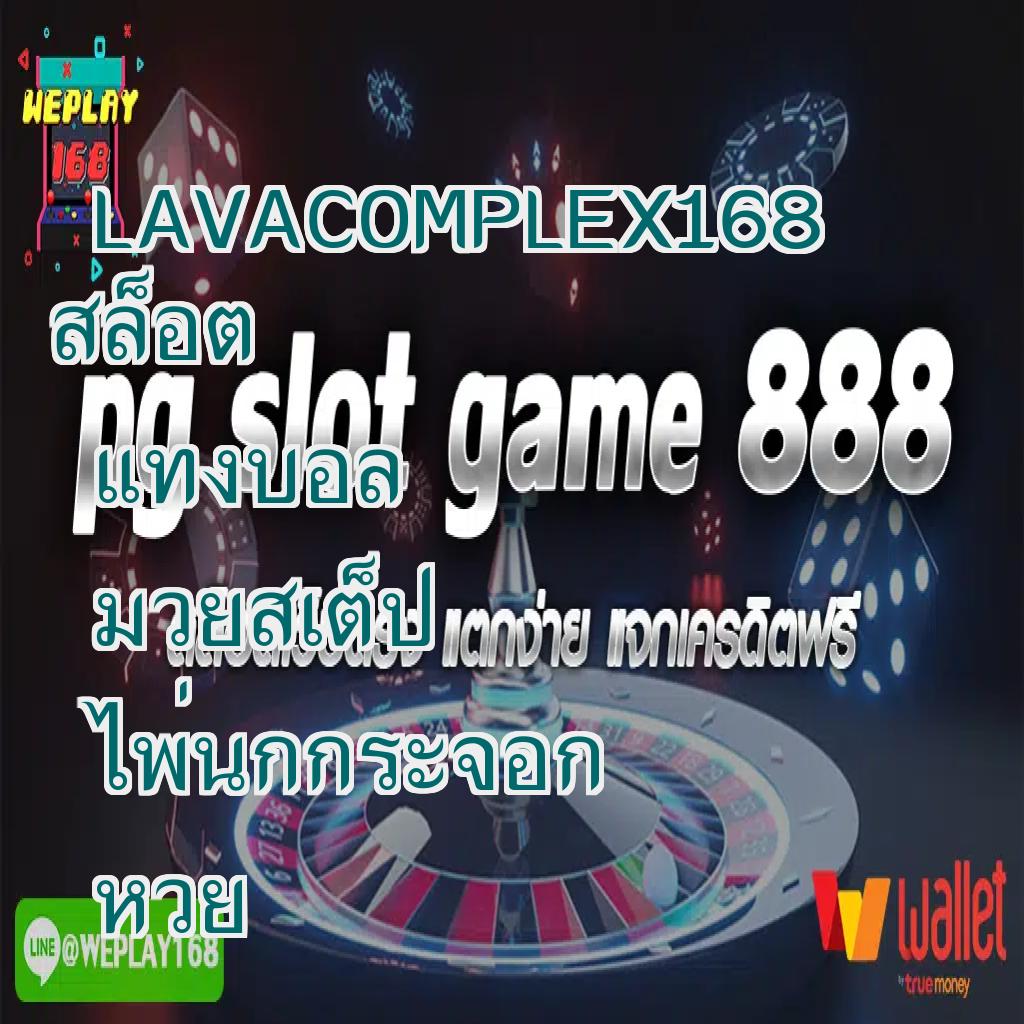 WEPLAY
168
LAVACOMPLEX168
สล็อต
pg slot game 888
แทงบอล
มวยสเต็ป
แตกง่าย แจกเครดิตฟรี
ไพ่นกกระจอก
หวย
LINE @WEPLAY168
wallet
by truemoney